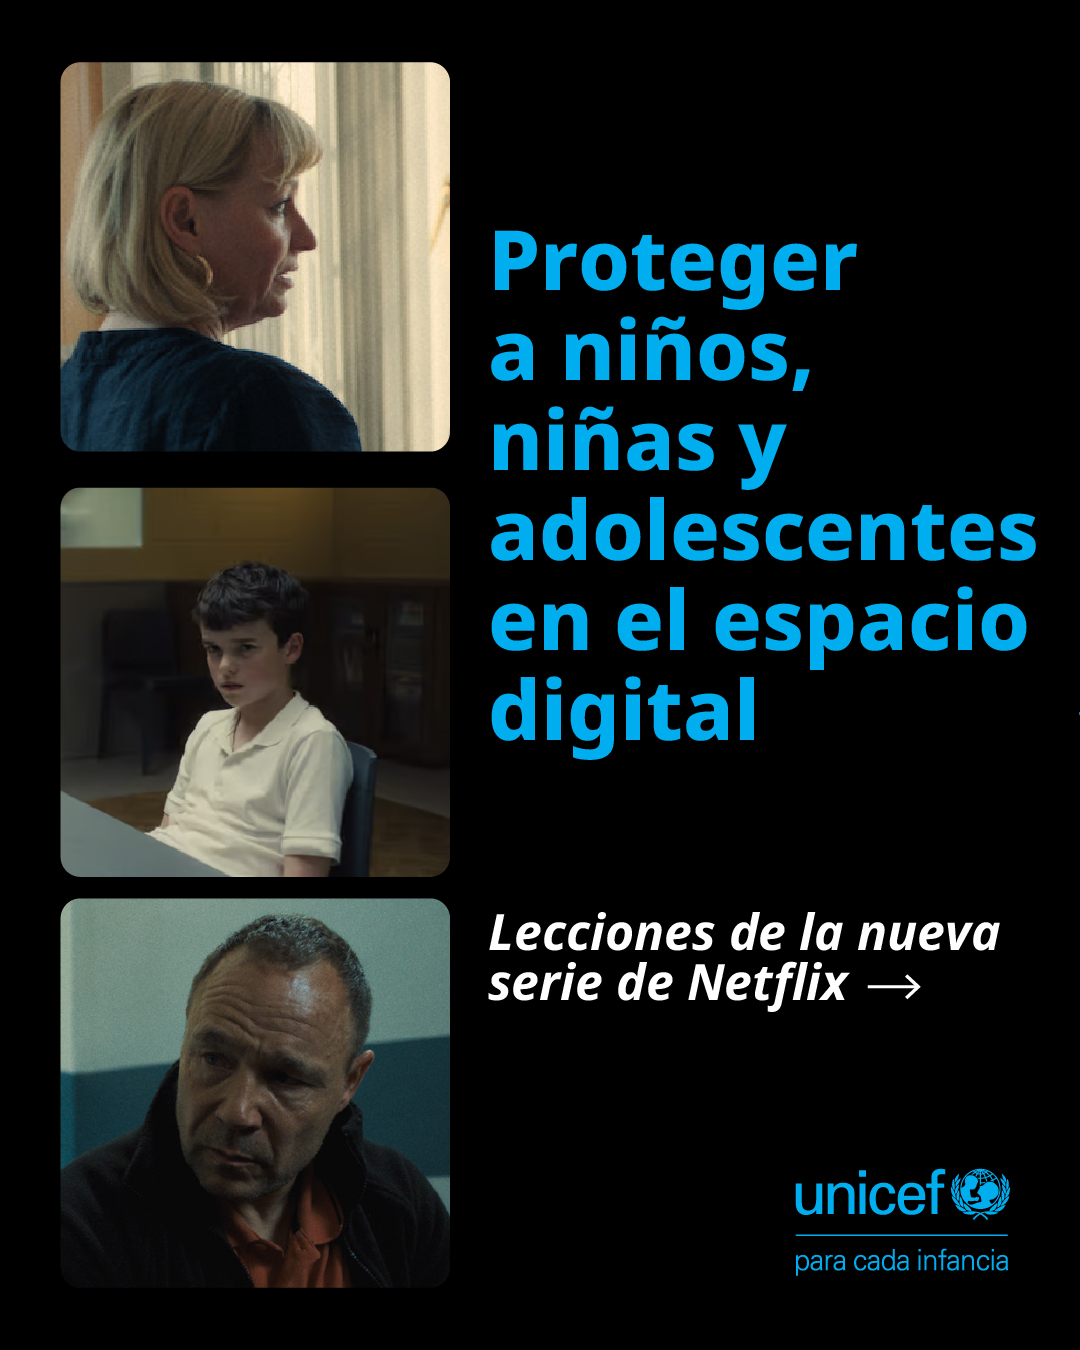 Proteger
a niños,
niñas y
adolescentes
en el espacio
digital
Lecciones de la nueva
serie de Netflix →
unicef
para cada infancia